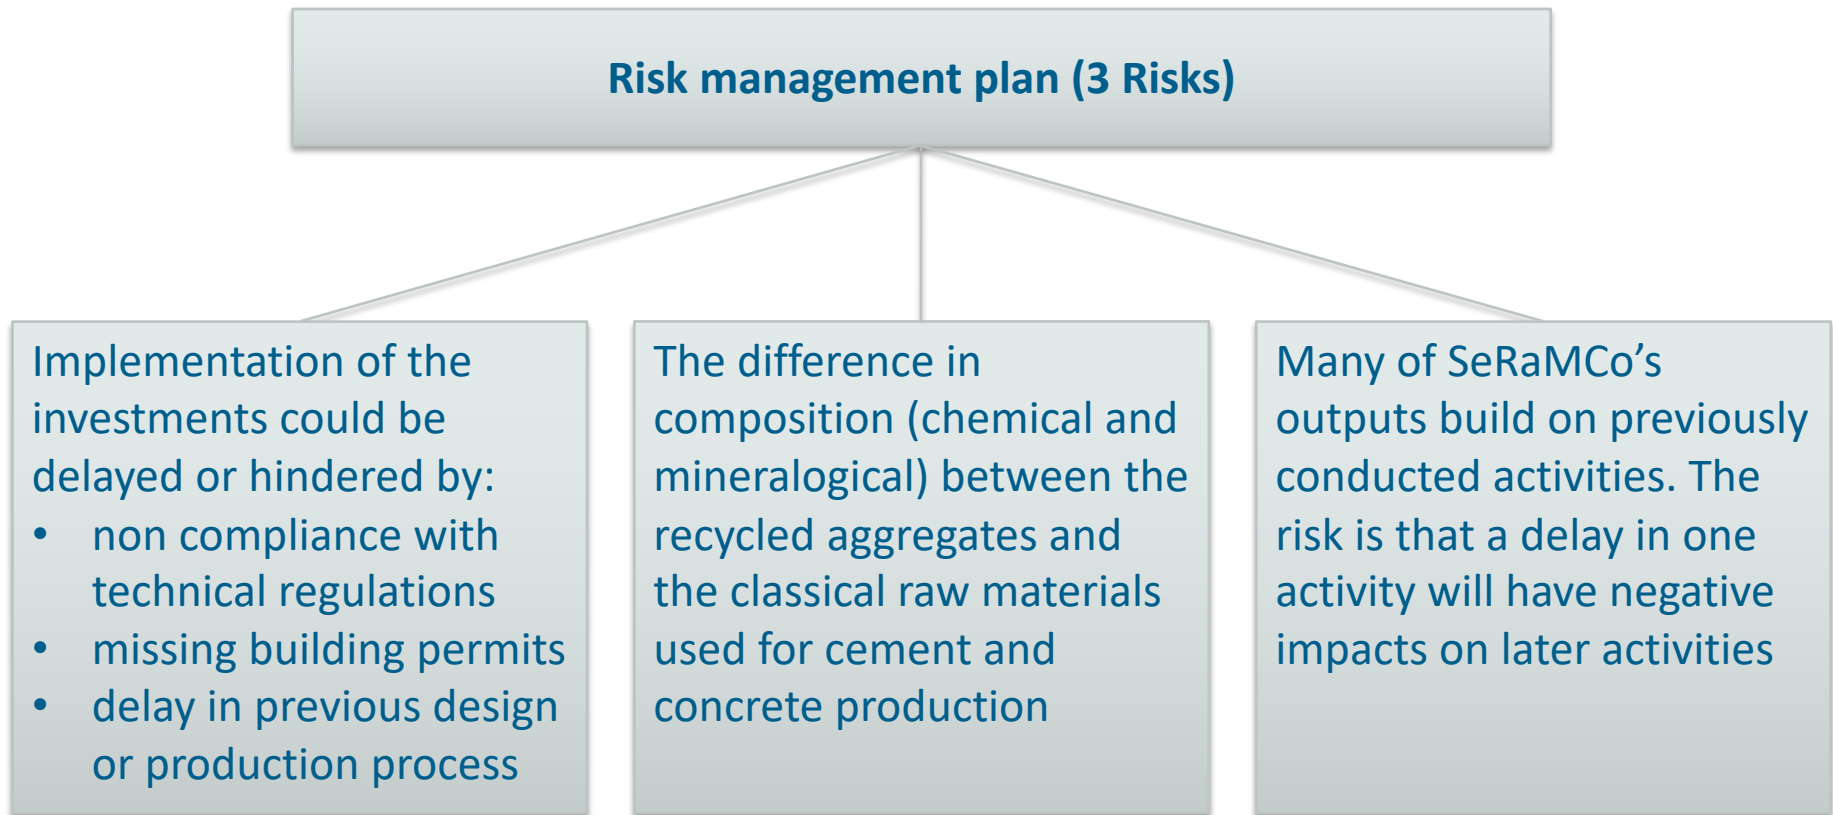 Risk management plan (3 Risks)
Implementation of the
investments could be
delayed or hindered by:
• non compliance with
technical regulations
• missing building permits
• delay in previous design
or production process
The difference in
composition (chemical and
mineralogical) between the
recycled aggregates and
the classical raw materials
used for cement and
concrete production
Many of SeRaMCo’s
outputs build on previously
conducted activities. The
risk is that a delay in one
activity will have negative
impacts on later activities